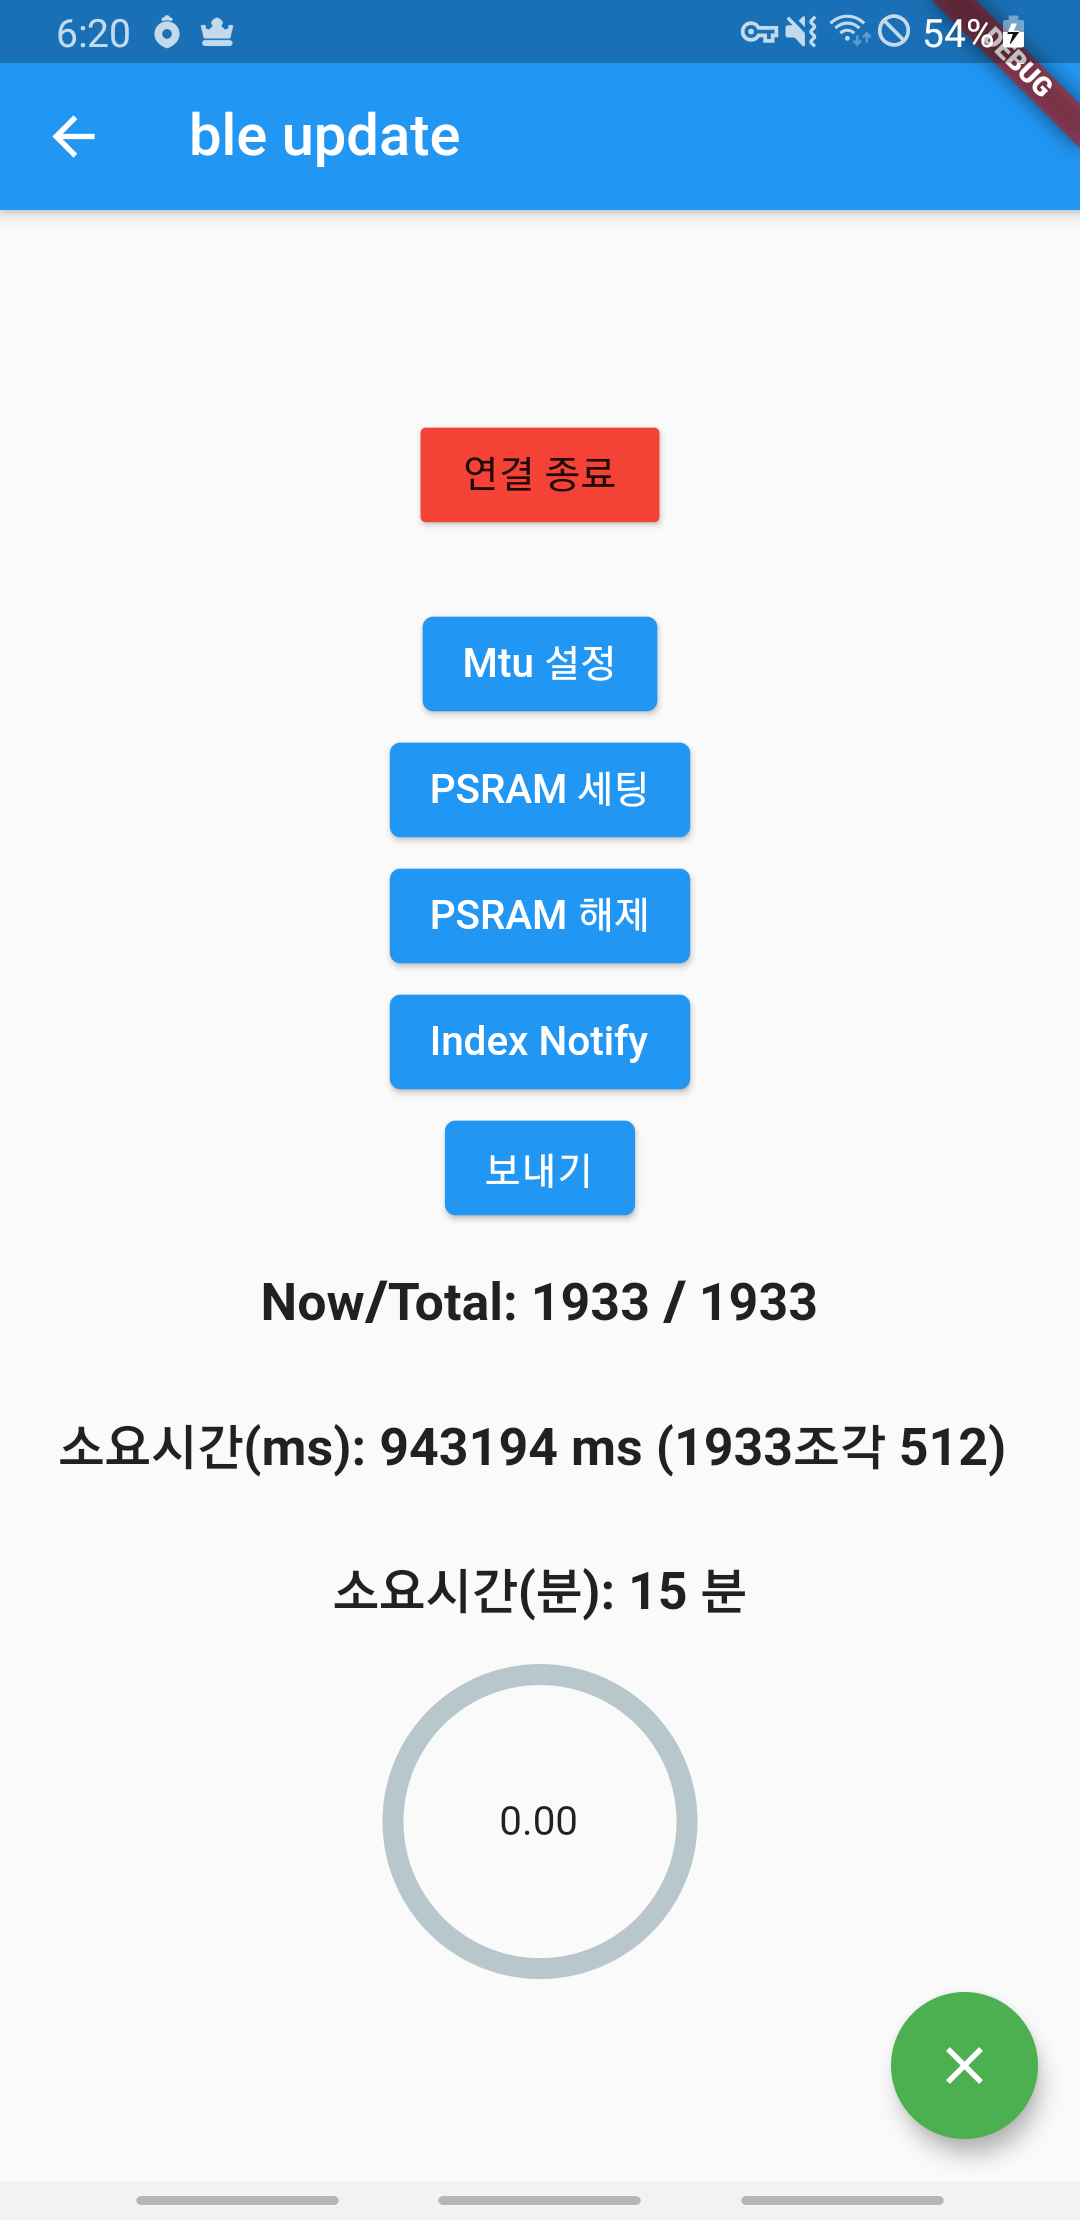 6:20
54%
DEBUG
ble update
연결 종료
Mtu 설정
PSRAM 세팅
PSRAM 해제
Index Notify
보내기
Now/Total: 1933 / 1933
소요시간(ms): 943194 ms (1933조각 512)
소요시간(분): 15 분
0.00